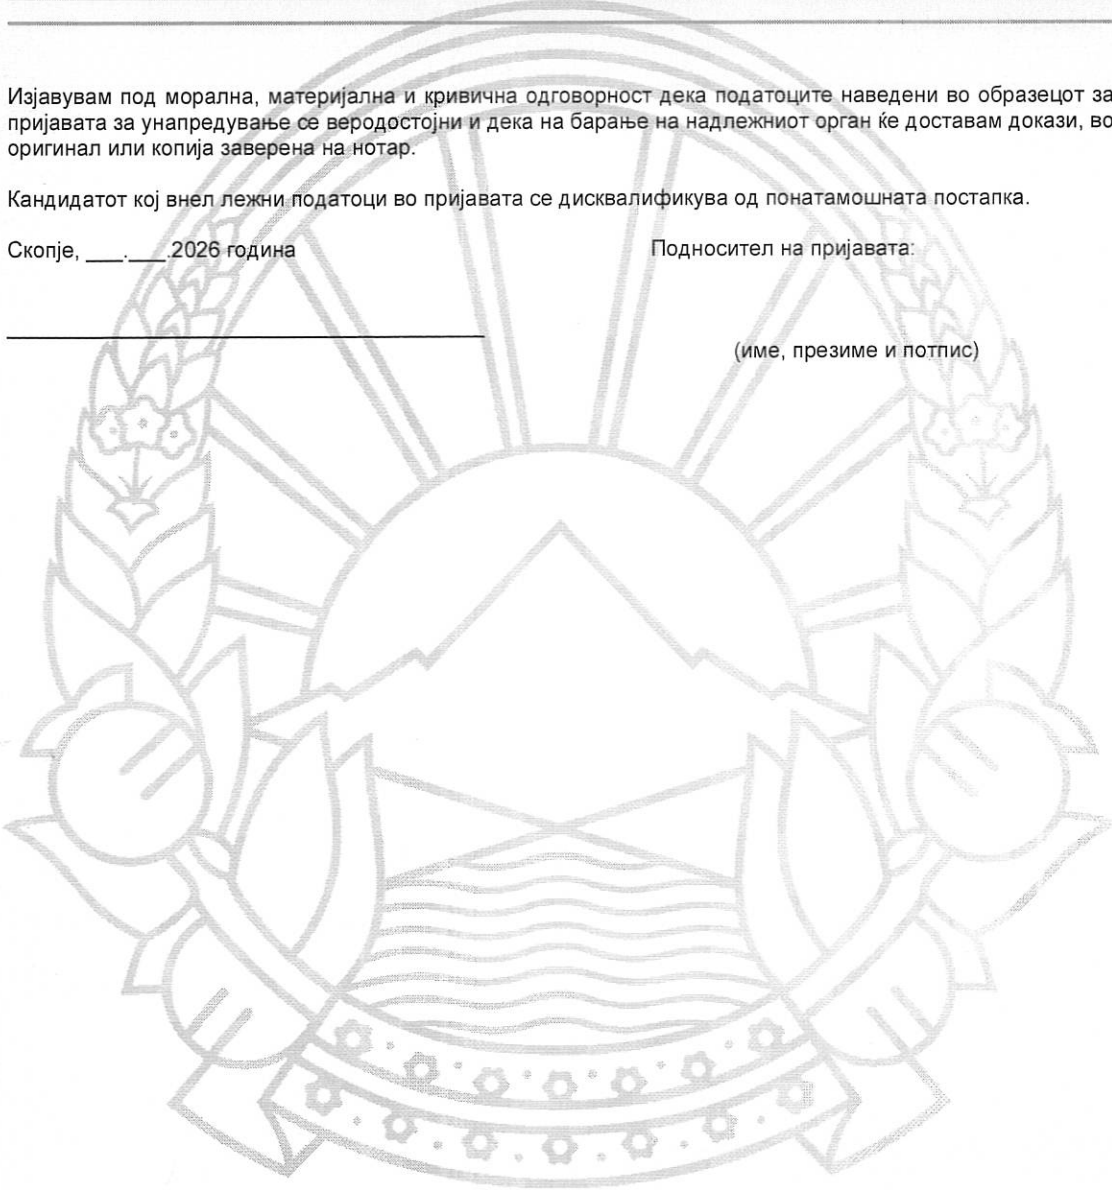 Изјавувам под морална, материјална и кривична одговорност дека податоците наведени во образецот за
пријавата за унапредување се веродостојни и дека на барање на надлежниот орган ќе доставам докази, во
оригинал или копија заверена на нотар.
Кандидатот кој внел лежни податоци во пријавата се дисквалификува од понатамошната постапка.
Скопје, ___.___.2026 година Подносител на пријавата:
(име, презиме и потпис)